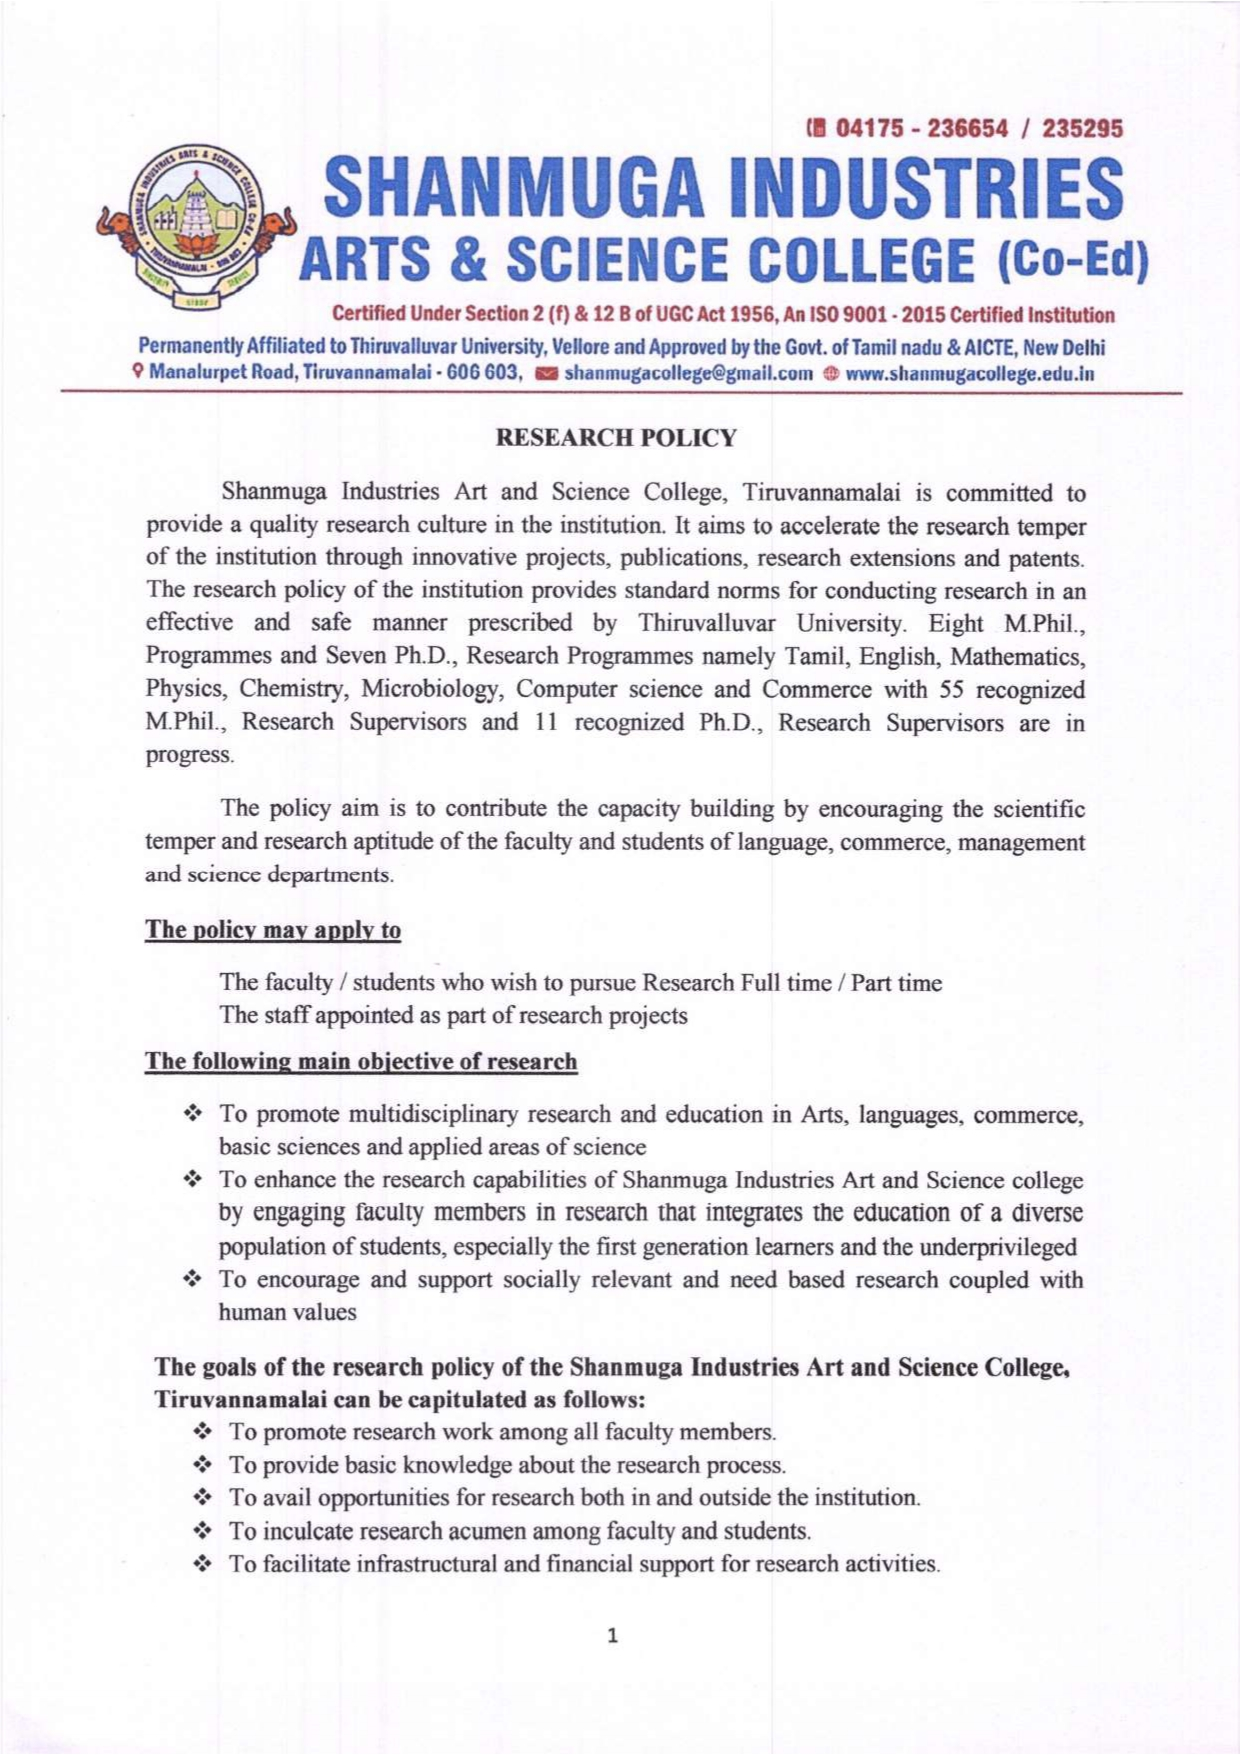 04175 - 236654 / 235295
SHANMUGA INDUSTRIES
ARTS & SCIENCE COLLEGE (Co-Ed)
SHANMUGA INDUSTRIES ARTS & SCIENCE COLLEGE
TIRUVANNAMALAI
Certified Under Section 2 (f) & 12 B of UGC Act 1956, An ISO 9001 - 2015 Certified Institution
Permanently Affiliated to Thiruvalluvar University, Vellore and Approved by the Govt. of Tamil nadu & AICTE, New Delhi
Manalurpet Road, Tiruvannamalai - 606 603, shanmugacollege@gmail.com www.shanmugacollege.edu.in
RESEARCH POLICY
Shanmuga Industries Art and Science College, Tiruvannamalai is committed to
provide a quality research culture in the institution. It aims to accelerate the research temper
of the institution through innovative projects, publications, research extensions and patents.
The research policy of the institution provides standard norms for conducting research in an
effective and safe manner prescribed by Thiruvalluvar University. Eight M.Phil.,
Programmes and Seven Ph.D., Research Programmes namely Tamil, English, Mathematics,
Physics, Chemistry, Microbiology, Computer science and Commerce with 55 recognized
M.Phil., Research Supervisors and 11 recognized Ph.D., Research Supervisors are in
progress.
The policy aim is to contribute the capacity building by encouraging the scientific
temper and research aptitude of the faculty and students of language, commerce, management
and science departments.
The policy may apply to
The faculty / students who wish to pursue Research Full time / Part time
The staff appointed as part of research projects
The following main objective of research
❖ To promote multidisciplinary research and education in Arts, languages, commerce,
basic sciences and applied areas of science
❖ To enhance the research capabilities of Shanmuga Industries Art and Science college
by engaging faculty members in research that integrates the education of a diverse
population of students, especially the first generation learners and the underprivileged
❖ To encourage and support socially relevant and need based research coupled with
human values
The goals of the research policy of the Shanmuga Industries Art and Science College,
Tiruvannamalai can be capitulated as follows:
❖ To promote research work among all faculty members.
❖ To provide basic knowledge about the research process.
❖ To avail opportunities for research both in and outside the institution.
❖ To inculcate research acumen among faculty and students.
❖ To facilitate infrastructural and financial support for research activities.
1